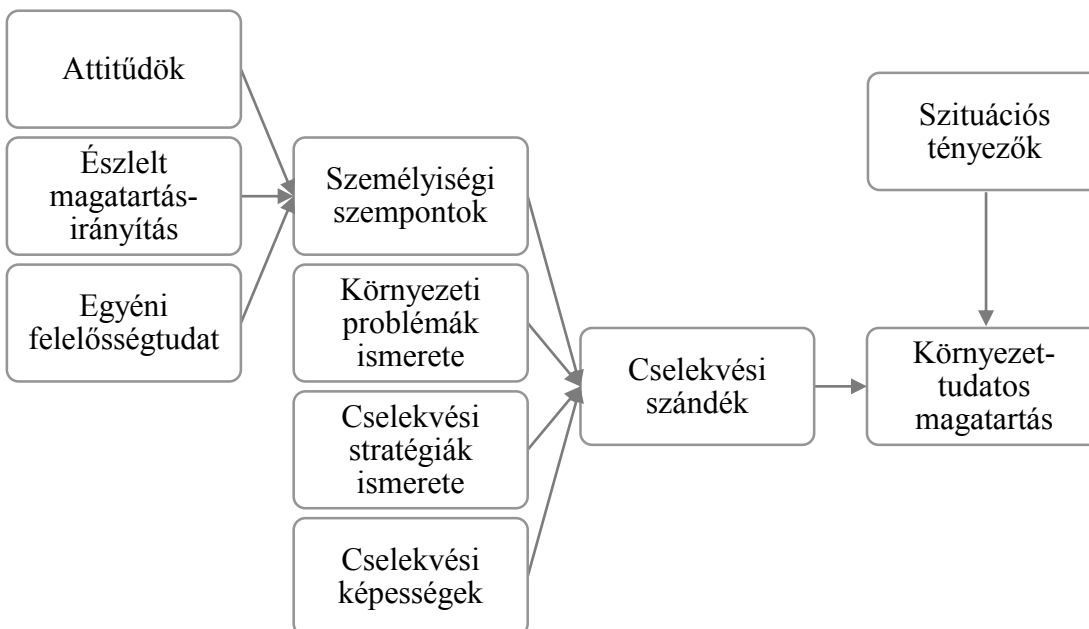 Attitűdök
Észlelt
magatartás-
irányítás
Egyéni
felelősségtudat
Személyiségi
szempontok
Környezeti
problémák
ismerete
Cselekvési
stratégiák
ismerete
Cselekvési
képességek
Cselekvési
szándék
Szituációs
tényezők
Környezet-
tudatos
magatartás